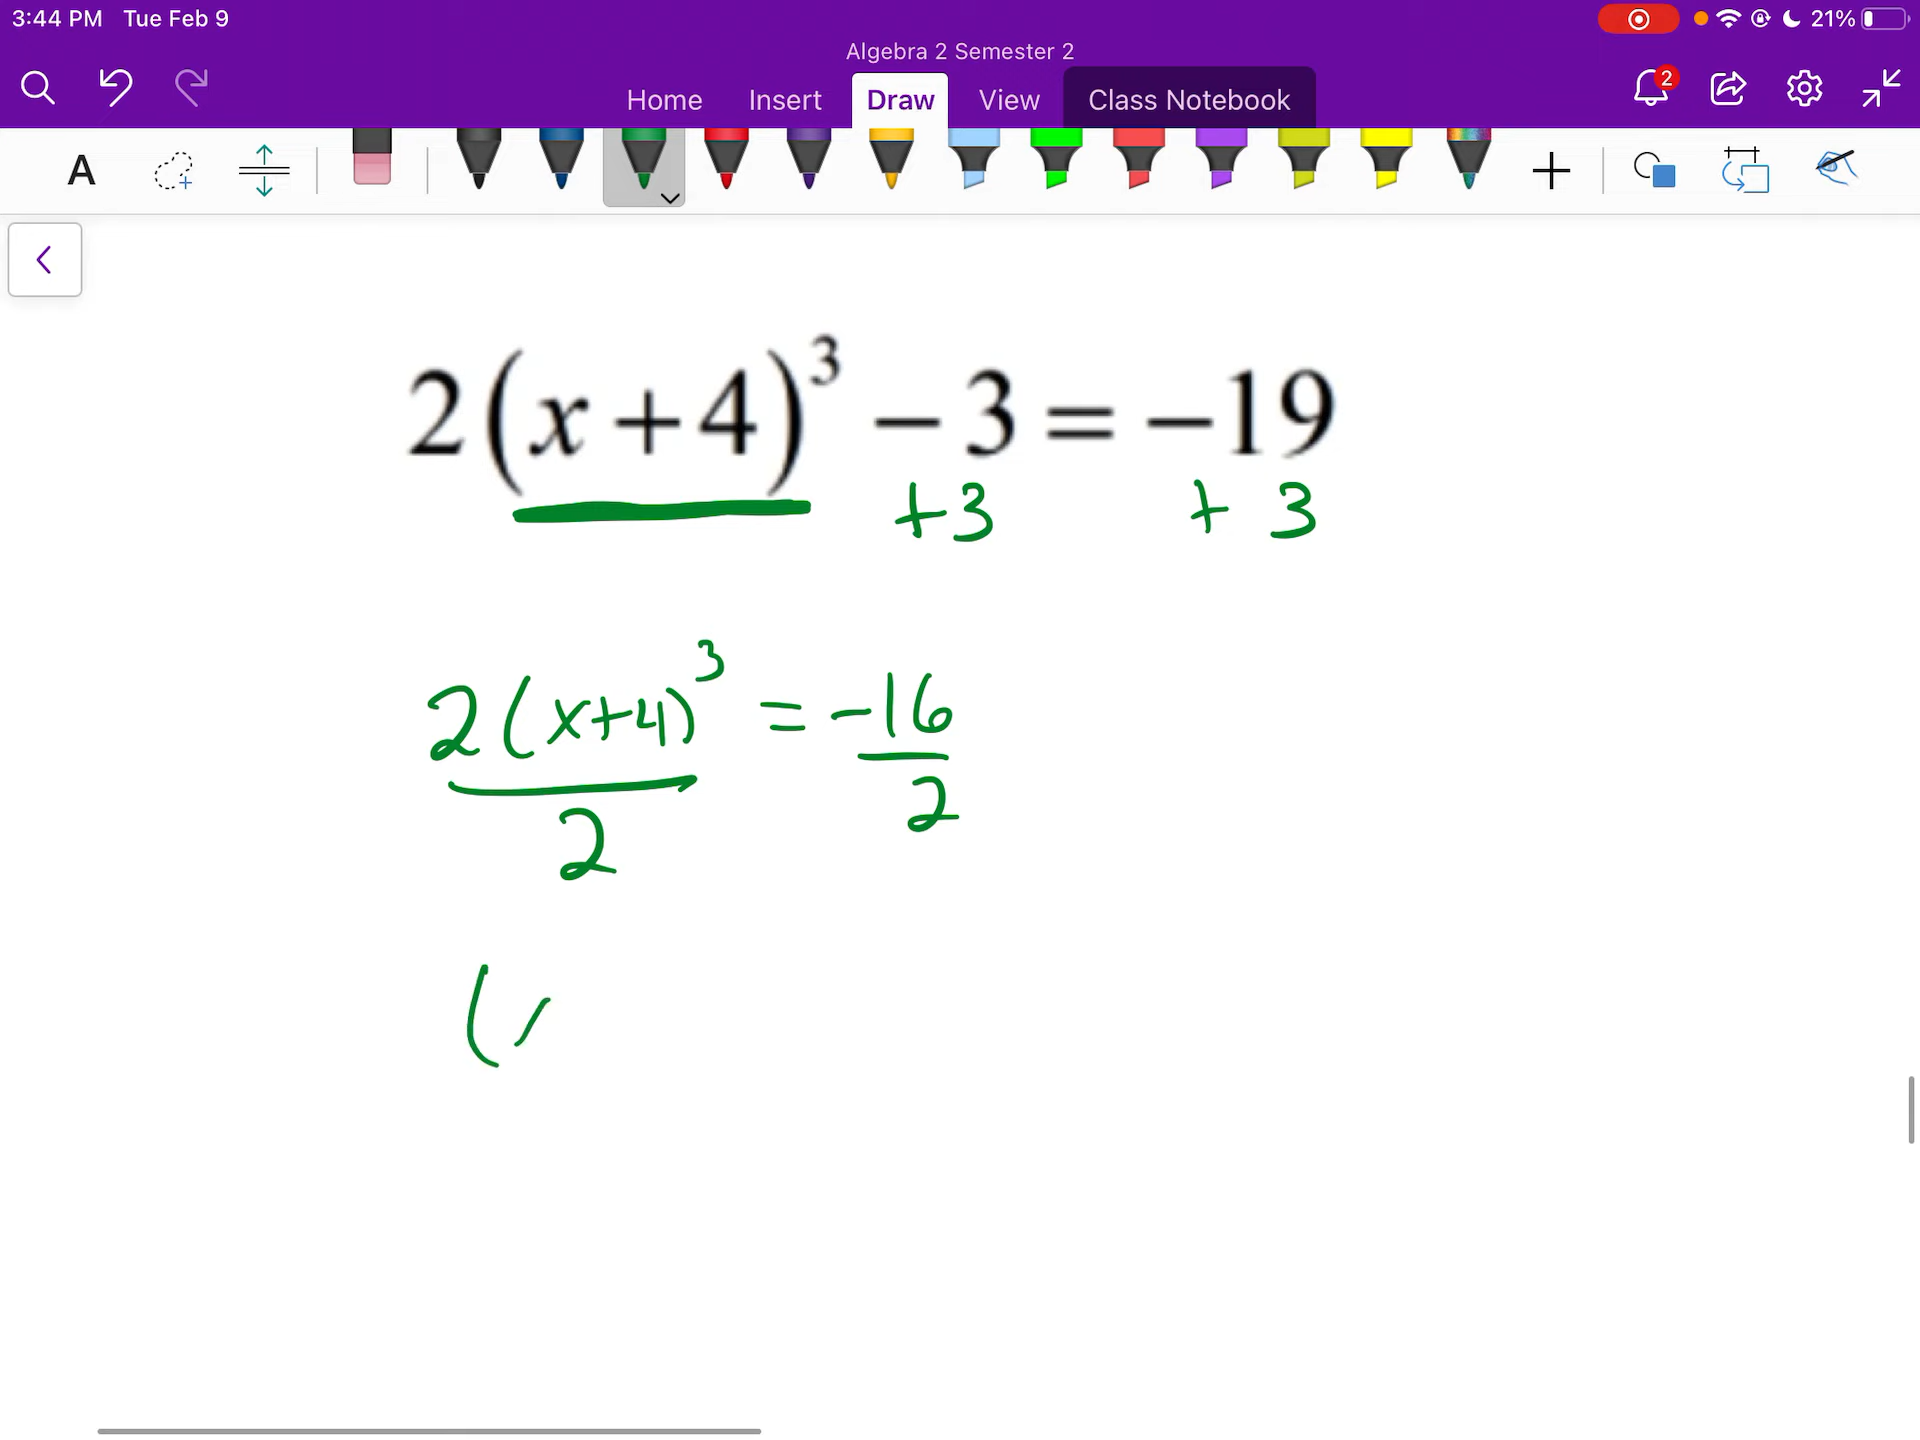 3:44 PM Tue Feb 9
21%
Algebra 2 Semester 2
Home Insert Draw View Class Notebook
2
A
2(x+4)³ − 3 = −19
+3 + 3
2(x+4)³ = -16
2 2
(